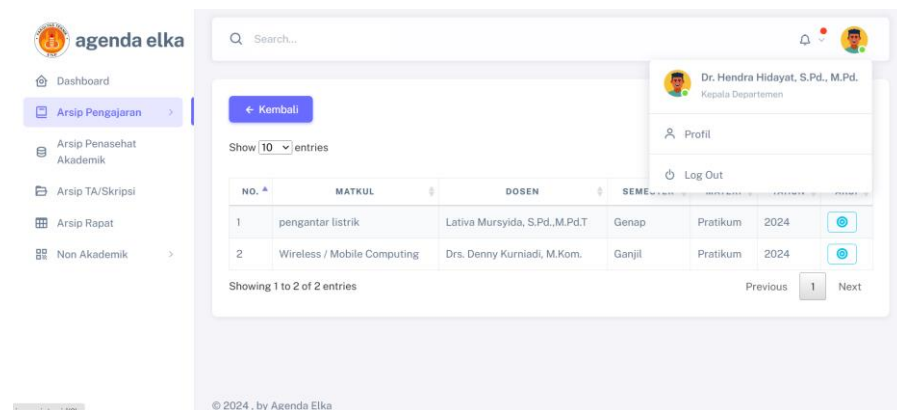 agenda elka
Search...
Dashboard
Arsip Pengajaran
Arsip Penasehat
Akademik
Arsip TA/Skripsi
Arsip Rapat
Non Akademik
Dr. Hendra Hidayat, S.Pd., M.Pd.
Kepala Departemen
Profil
Log Out
← Kembali
Show 10 entries
NO. MATKUL DOSEN
1 pengantar listrik Lativa Mursyida, S.Pd.,M.Pd.T Genap Pratikum 2024
2 Wireless / Mobile Computing Drs. Denny Kurniadi, M.Kom. Ganjil Pratikum 2024
Showing 1 to 2 of 2 entries
Previous 1 Next
© 2024 , by Agenda Elka